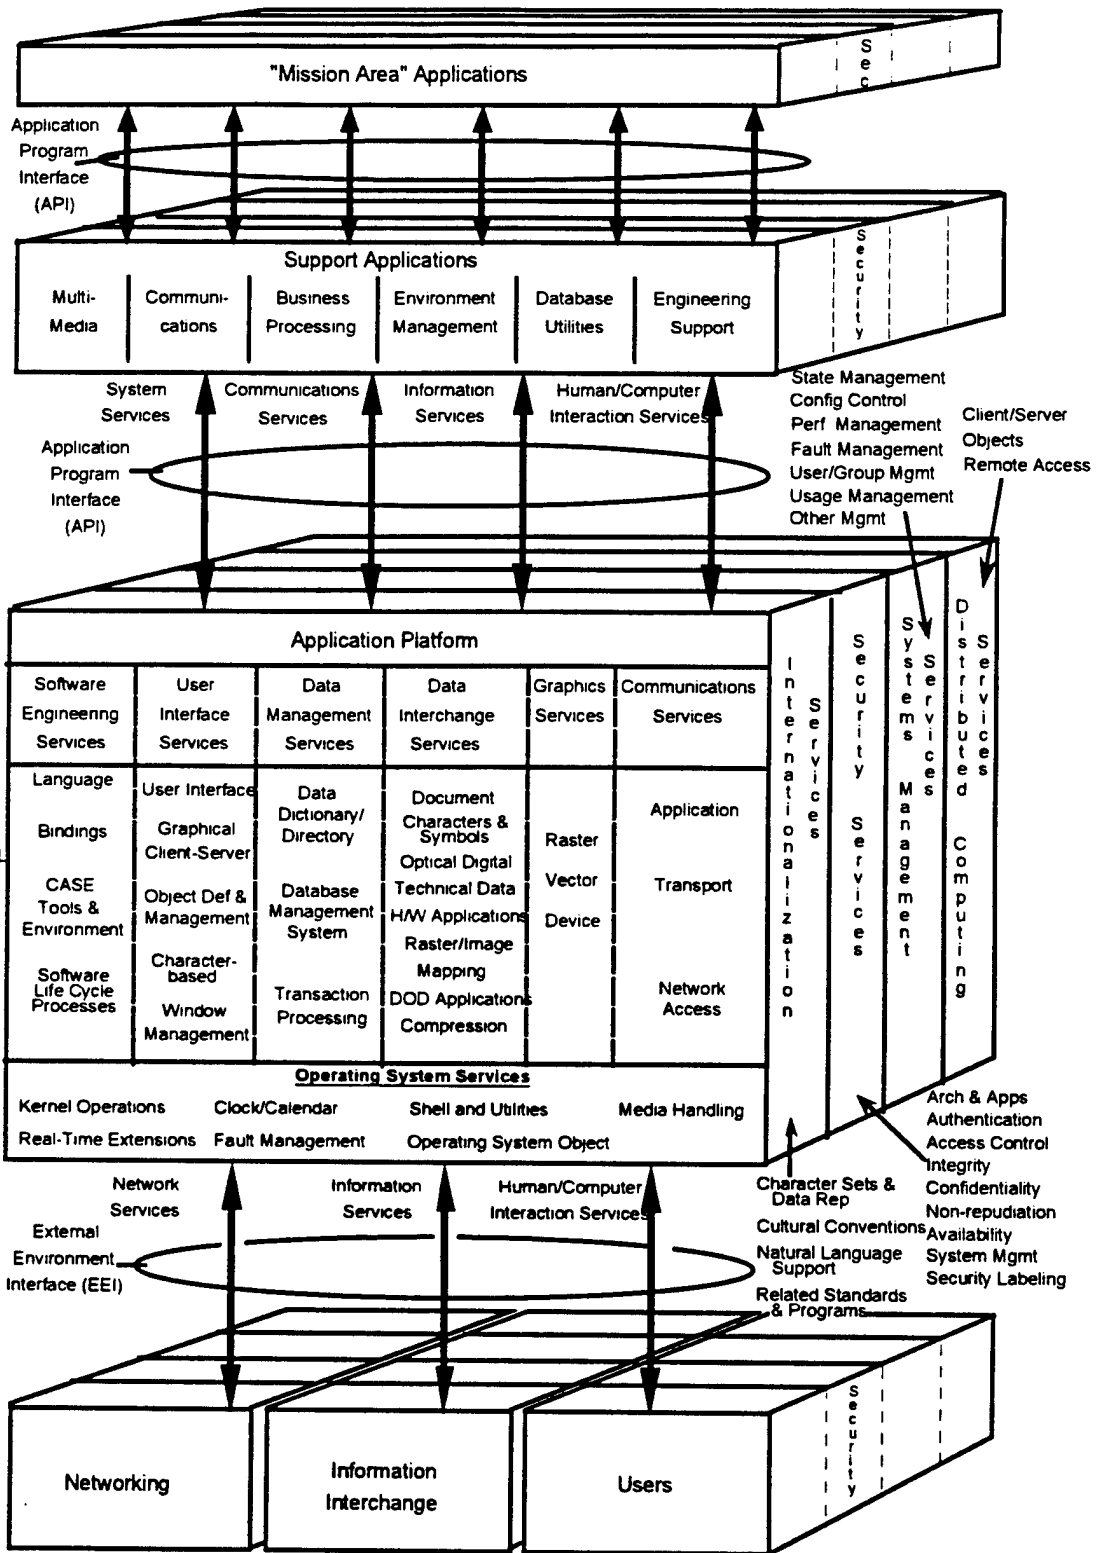 "Mission Area" Applications
Sec
Application
Program
Interface
(API)
Support Applications
Multi-
Media
Communi-
cations
Business
Processing
Environment
Management
Database
Utilities
Engineering
Support
Security
System
Services
Communications
Services
Information
Services
Human/Computer
Interaction Services
Application
Program
Interface
(API)
State Management
Config Control
Perf Management
Fault Management
User/Group Mgmt
Usage Management
Other Mgmt
Client/Server
Objects
Remote Access
Application Platform
Software
Engineering
Services
User
Interface
Services
Data
Management
Services
Data
Interchange
Services
Graphics
Services
Communications
Services
Language
Bindings
CASE
Tools &
Environment
Software
Life Cycle
Processes
User Interface
Graphical
Client-Server
Object Def &
Management
Character-
based
Window
Management
Data
Dictionary/
Directory
Database
Management
System
Transaction
Processing
Document
Characters &
Symbols
Optical Digital
Technical Data
H/W Applications
Raster/Image
Mapping
DOD Applications
Compression
Raster
Vector
Device
Application
Transport
Network
Access
Internationalization
Services
Security Services
Systems Management
Services
Distributed Computing
Services
Operating System Services
Kernel Operations
Clock/Calendar
Shell and Utilities
Media Handling
Real-Time Extensions
Fault Management
Operating System Object
Arch & Apps
Authentication
Access Control
Integrity
Confidentiality
Non-repudiation
Availability
System Mgmt
Security Labeling
Character Sets &
Data Rep
Cultural Conventions
Natural Language
Support
Related Standards
& Programs
Network
Services
Information
Services
Human/Computer
Interaction Services
External
Environment
Interface (EEI)
Networking
Information
Interchange
Users
Security